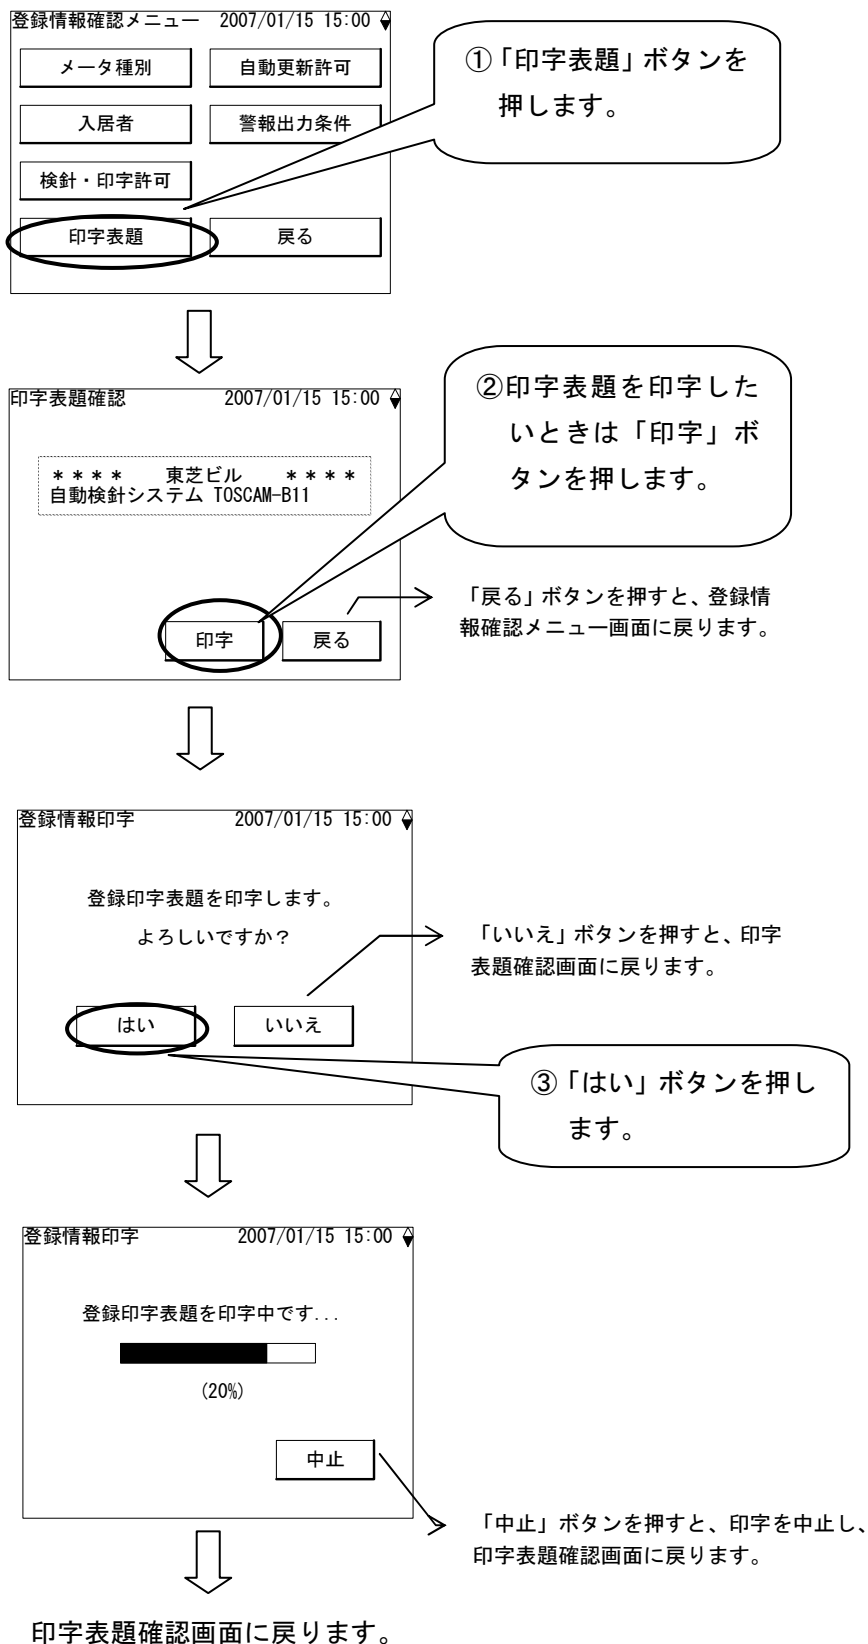 登録情報確認メニュー 2007/01/15 15:00
メータ種別 自動更新許可
入居者 警報出力条件
検針・印字許可
印字表題 戻る
①「印字表題」ボタンを
押します。
印字表題確認 2007/01/15 15:00
＊＊＊＊ 東芝ビル ＊＊＊＊
自動検針システム TOSCAM-B11
印字 戻る
②印字表題を印字した
いときは「印字」ボ
タンを押します。
「戻る」ボタンを押すと、登録情
報確認メニュー画面に戻ります。
登録情報印字 2007/01/15 15:00
登録印字表題を印字します。
よろしいですか？
はい いいえ
「いいえ」ボタンを押すと、印字
表題確認画面に戻ります。
③「はい」ボタンを押し
ます。
登録情報印字 2007/01/15 15:00
登録印字表題を印字中です...
(20%)
中止
「中止」ボタンを押すと、印字を中止し、
印字表題確認画面に戻ります。
印字表題確認画面に戻ります。